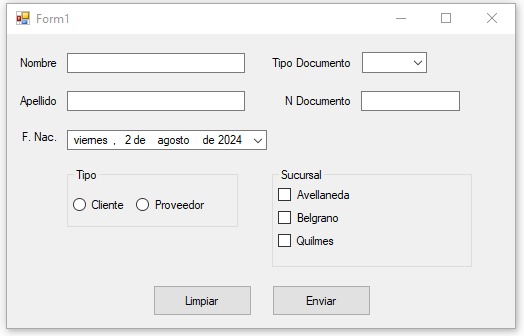 Form1
Nombre
Tipo Documento
Apellido
N Documento
F. Nac.
viernes , 2 de agosto de 2024
Tipo
Cliente
Proveedor
Sucursal
Avellaneda
Belgrano
Quilmes
Limpiar
Enviar